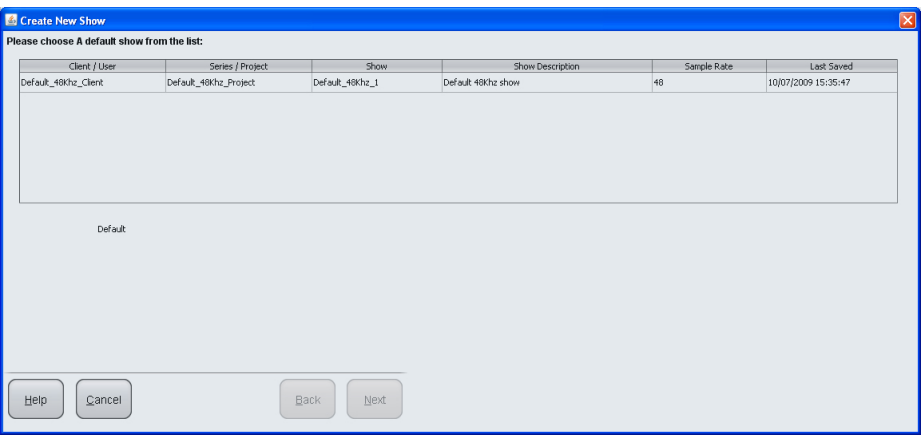 Create New Show
Please choose A default show from the list:
Client / User Series / Project Show Show Description Sample Rate Last Saved
Default_48Khz_Client Default_48Khz_Project Default_48Khz_1 Default 48Khz show 48 10/07/2009 15:35:47
Default
Help Cancel Back Next